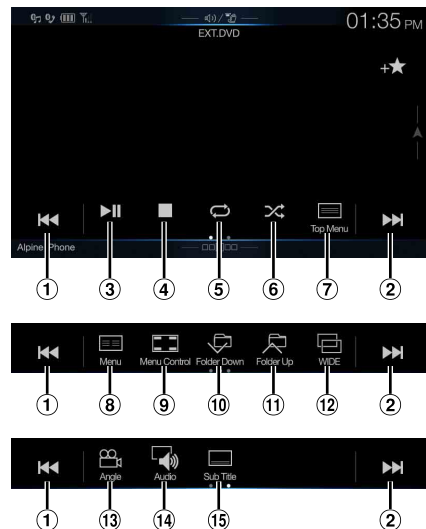 01:35 PM
EXT.DVD
+★
Top Menu
Alpine Phone
① ③ ④ ⑤ ⑥ ⑦ ②
Menu Menu Control Folder Down Folder Up WIDE
① ⑧ ⑨ ⑩ ⑪ ⑫ ②
Angle Audio Sub Title
① ⑬ ⑭ ⑮ ②